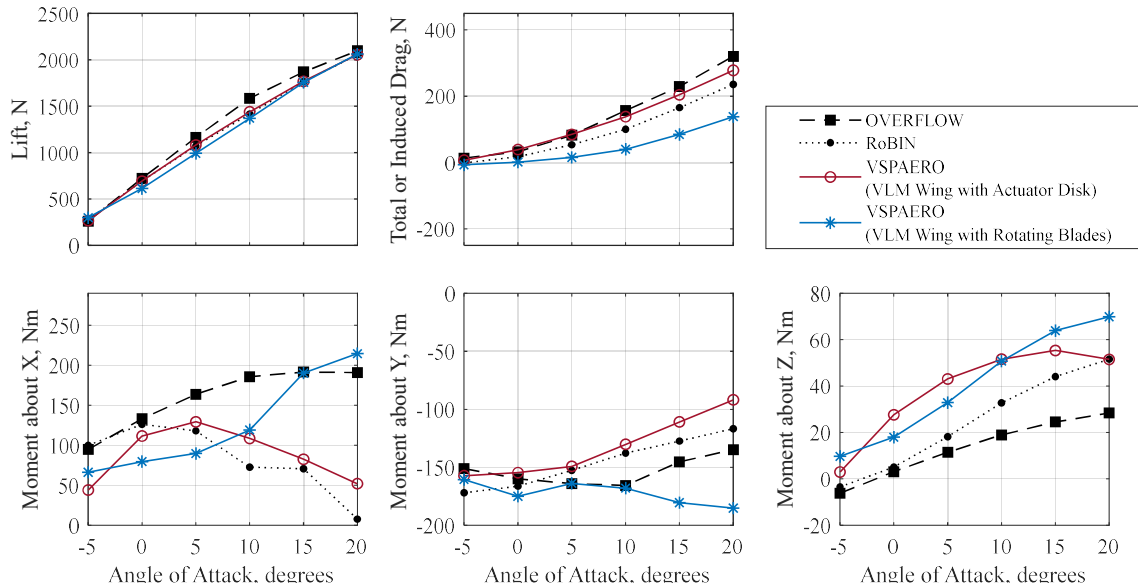 2500
2000
1500
1000
500
0
Lift, N
400
200
0
-200
Total or Induced Drag, N
OVERFLOW
RoBIN
VSPAERO
(VLM Wing with Actuator Disk)
VSPAERO
(VLM Wing with Rotating Blades)
250
200
150
100
50
0
-5 0 5 10 15 20
Moment about X, Nm
Angle of Attack, degrees
0
-50
-100
-150
-200
-5 0 5 10 15 20
Moment about Y, Nm
Angle of Attack, degrees
80
60
40
20
0
-20
-5 0 5 10 15 20
Moment about Z, Nm
Angle of Attack, degrees